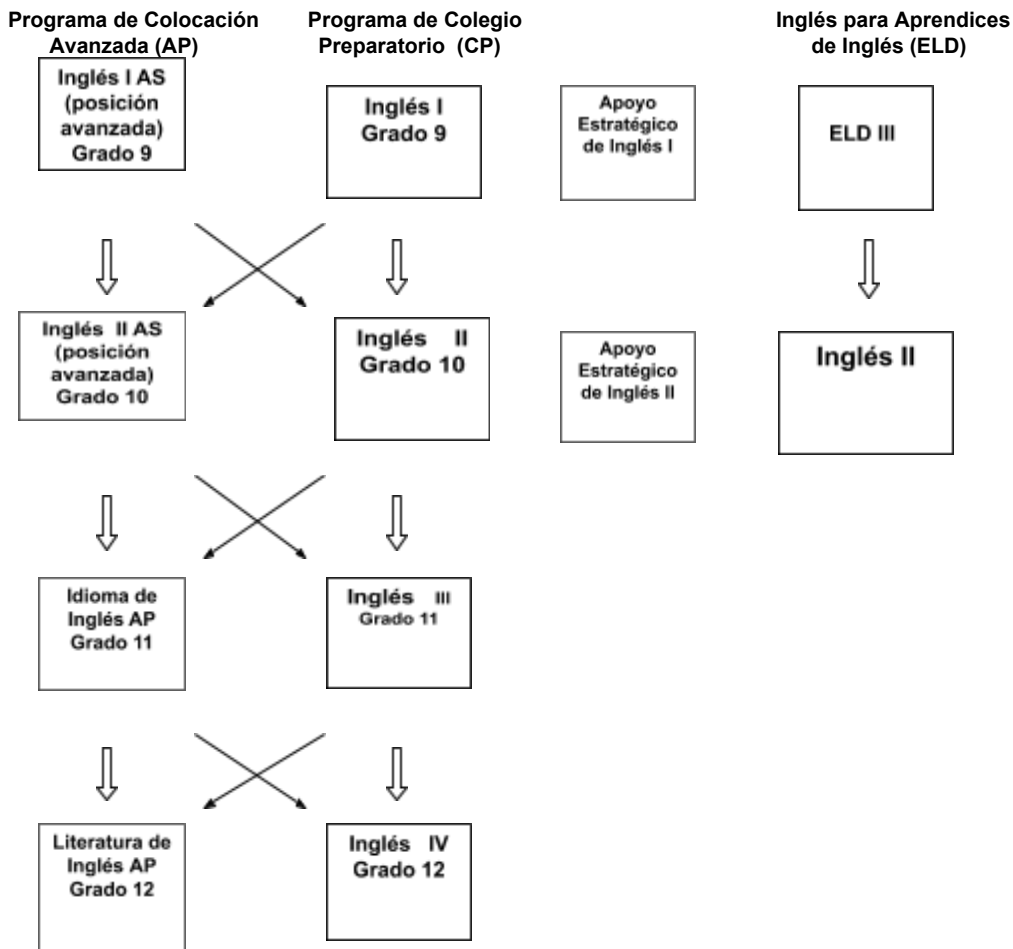 Programa de Colocación
Avanzada (AP)
Programa de Colegio
Preparatorio (CP)
Inglés para Aprendices
de Inglés (ELD)
Inglés I AS
(posición
avanzada)
Grado 9
Inglés I
Grado 9
Apoyo
Estratégico
de Inglés I
ELD III
Inglés II AS
(posición
avanzada)
Grado 10
Inglés II
Grado 10
Apoyo
Estratégico
de Inglés II
Inglés II
Idioma de
Inglés AP
Grado 11
Inglés III
Grado 11
Literatura de
Inglés AP
Grado 12
Inglés IV
Grado 12